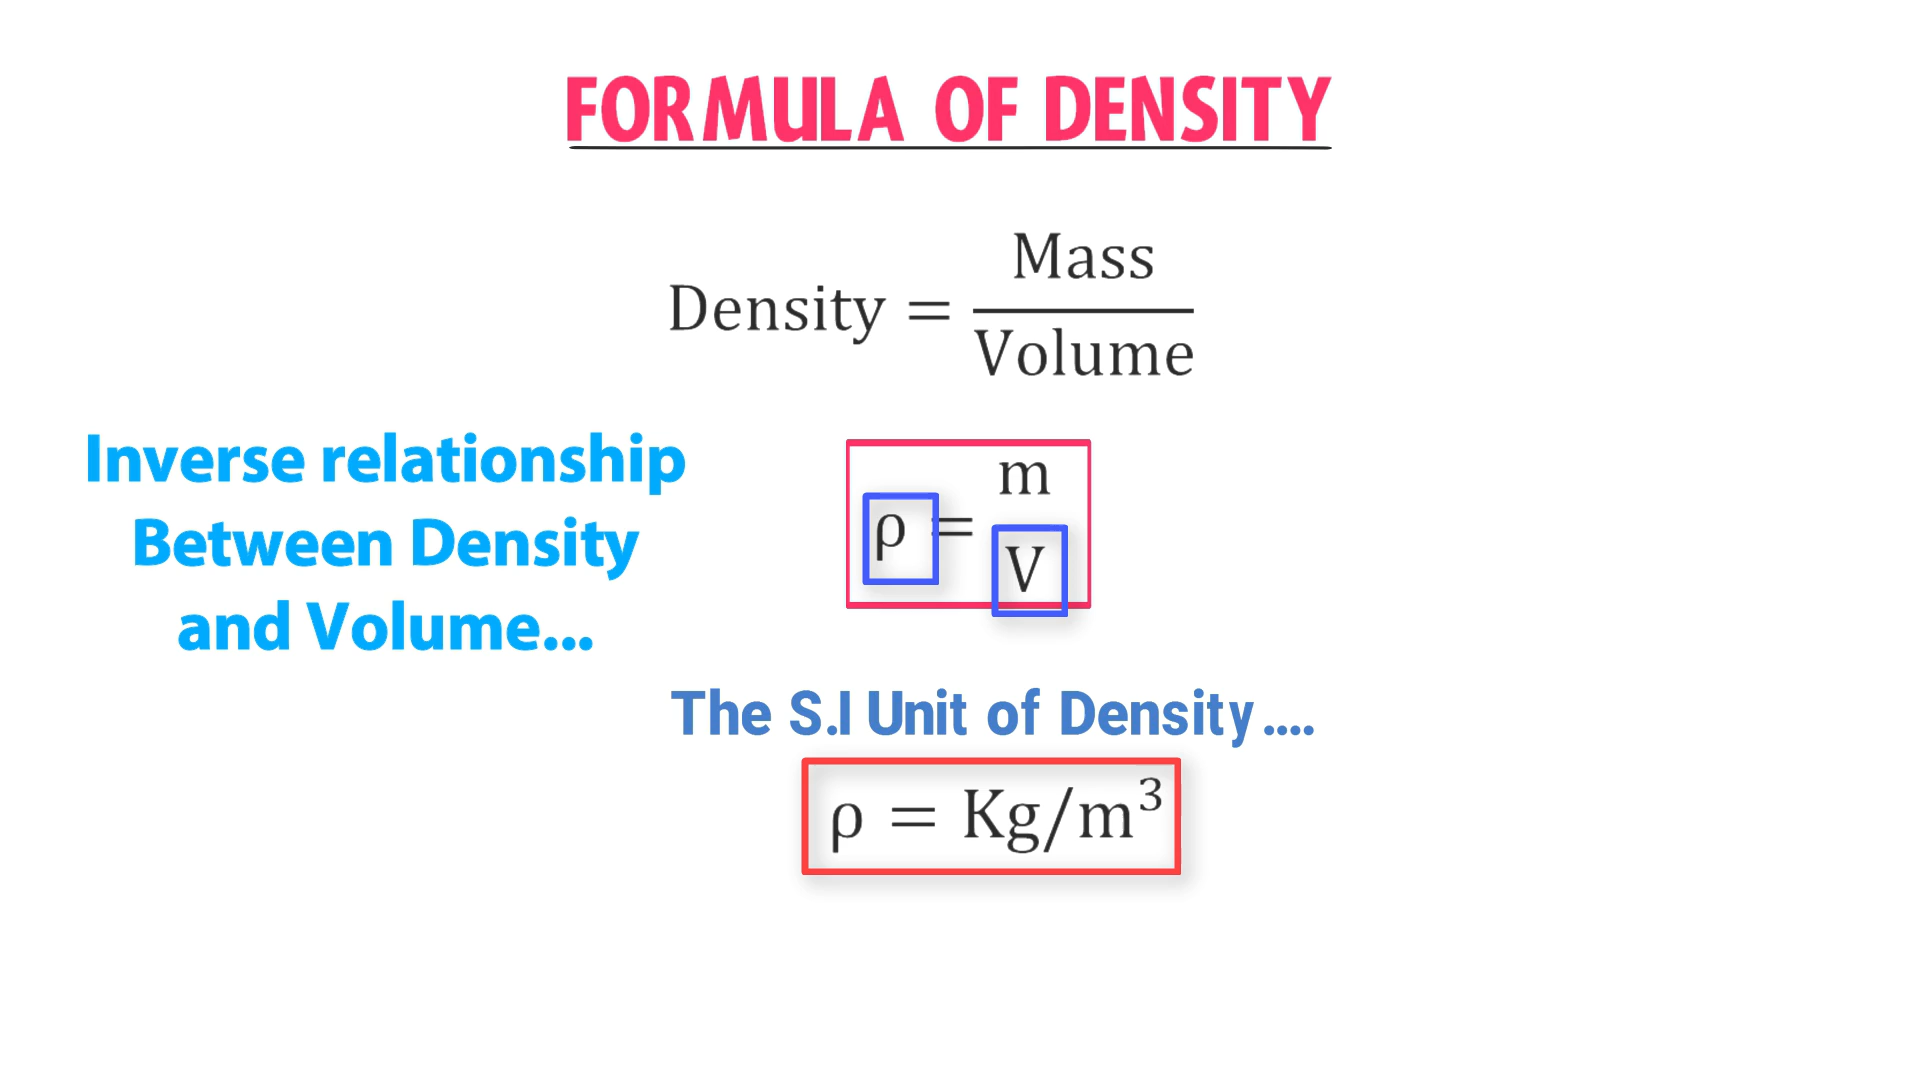 FORMULA OF DENSITY
Density = Mass / Volume
Inverse relationship
Between Density
and Volume...
ρ = m / V
The S.I Unit of Density....
ρ = Kg/m³